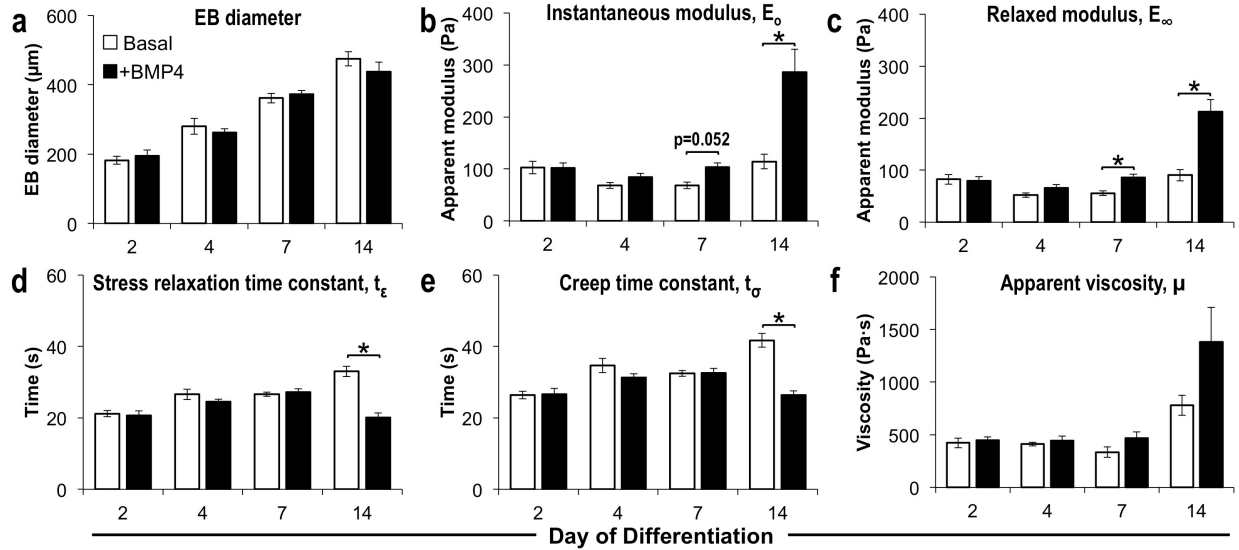 a
EB diameter
EB diameter (µm)
600
400
200
0
Basal
+BMP4
2 4 7 14
b
Instantaneous modulus, Eo
Apparent modulus (Pa)
400
300
200
100
0
p=0.052
*
2 4 7 14
c
Relaxed modulus, E∞
Apparent modulus (Pa)
400
300
200
100
0
*
*
2 4 7 14
d
Stress relaxation time constant, tε
Time (s)
60
40
20
0
*
2 4 7 14
e
Creep time constant, tσ
Time (s)
60
40
20
0
*
2 4 7 14
f
Apparent viscosity, µ
Viscosity (Pa·s)
2000
1500
1000
500
0
2 4 7 14
Day of Differentiation